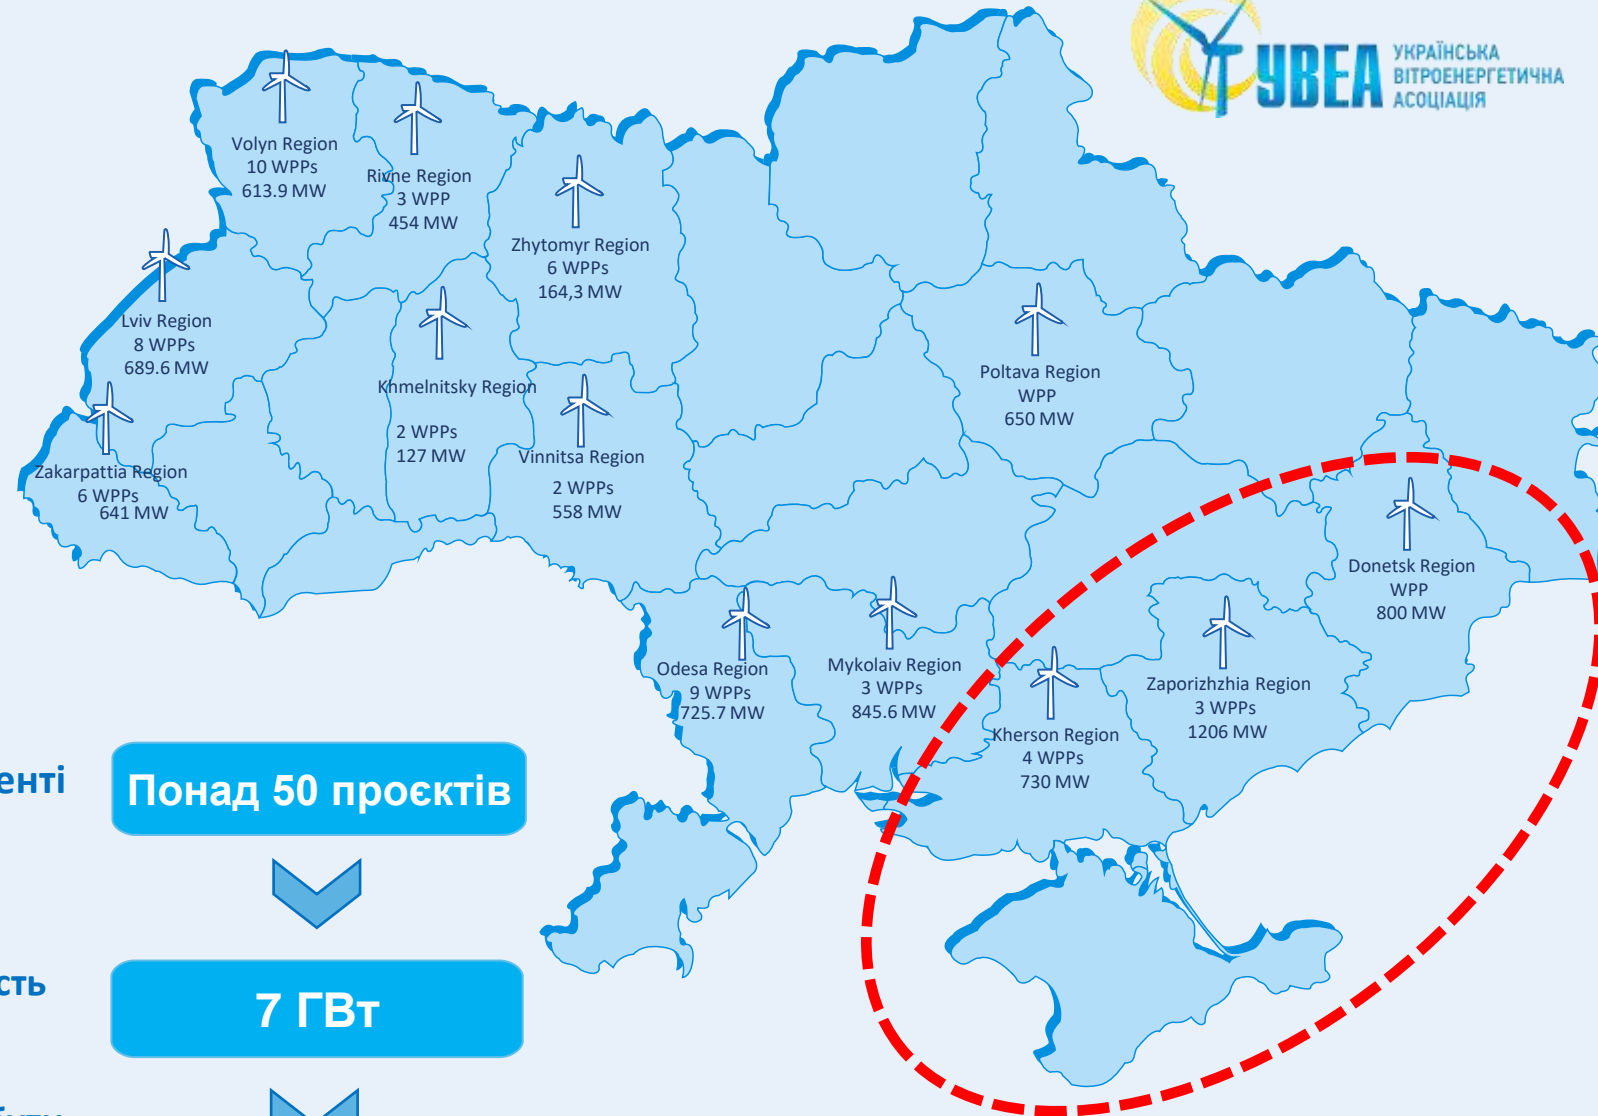 УВЕА
УКРАЇНСЬКА
ВІТРОЕНЕРГЕТИЧНА
АСОЦІАЦІЯ
Volyn Region
10 WPPs
613.9 MW
Rivne Region
3 WPP
454 MW
Zhytomyr Region
6 WPPs
164,3 MW
Lviv Region
8 WPPs
689.6 MW
Khmelnitsky Region
2 WPPs
127 MW
Poltava Region
WPP
650 MW
Zakarpattia Region
6 WPPs
641 MW
Vinnitsa Region
2 WPPs
558 MW
Donetsk Region
WPP
800 MW
Odesa Region
9 WPPs
725.7 MW
Mykolaiv Region
3 WPPs
845.6 MW
Kherson Region
4 WPPs
730 MW
Zaporizhzhia Region
3 WPPs
1206 MW
енті
Понад 50 проєктів
сть
7 ГВт